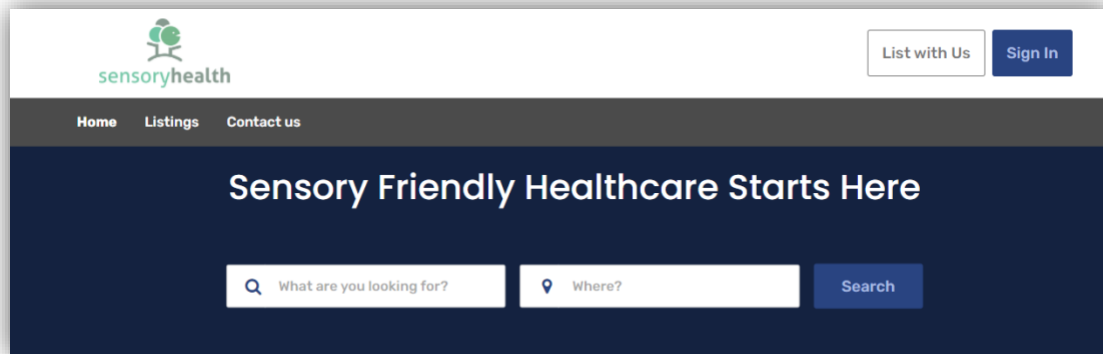 sensoryhealth
List with Us
Sign In
Home Listings Contact us
Sensory Friendly Healthcare Starts Here
What are you looking for?
Where?
Search